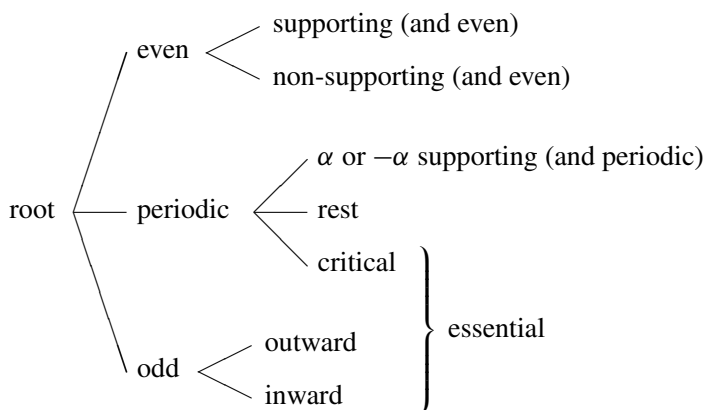 supporting (and even)
even
non-supporting (and even)
α or −α supporting (and periodic)
root
periodic
rest
critical
essential
outward
odd
inward